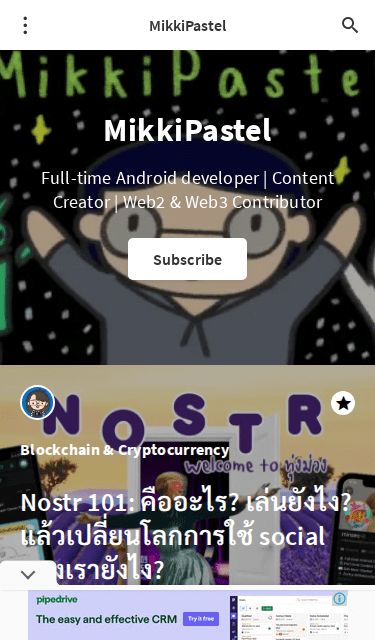 MikkiPastel
MikkiPaste
MikkiPastel
Full-time Android developer | Content
Creator | Web2 & Web3 Contributor
Subscribe
NOSTR
Blockchain & Cryptocurrency
welcome to ทุ่งม่วง
Nostr 101: คืออะไร? เล่นยังไง?
แล้วเปลี่ยนโลกการใช้ social
งเรายังไง?
pipedrive
The easy and effective CRM
Try it free